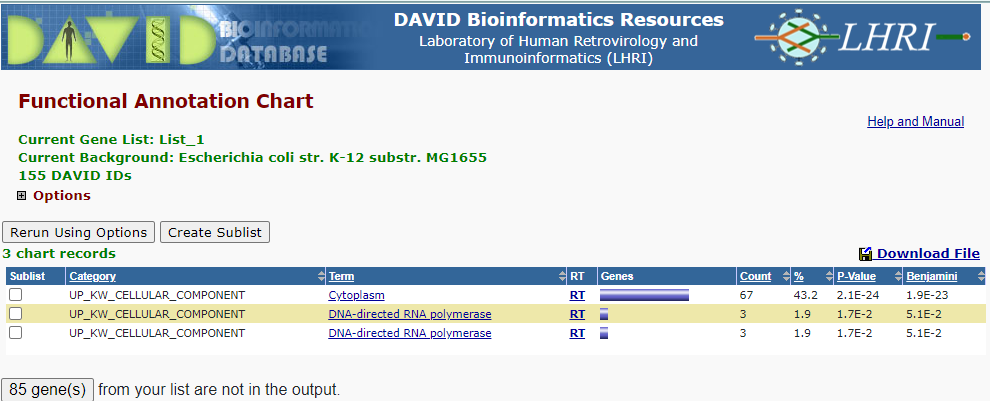 DAVID
BIOINFORMATICS
DATABASE
DAVID Bioinformatics Resources
Laboratory of Human Retrovirology and
Immunoinformatics (LHRI)
LHRI
Functional Annotation Chart
Help and Manual
Current Gene List: List_1
Current Background: Escherichia coli str. K-12 substr. MG1655
155 DAVID IDs
Options
Rerun Using Options Create Sublist
3 chart records Download File
Sublist Category Term RT Genes Count % P-Value Benjamini
UP_KW_CELLULAR_COMPONENT Cytoplasm RT 67 43.2 2.1E-24 1.9E-23
UP_KW_CELLULAR_COMPONENT DNA-directed RNA polymerase RT 3 1.9 1.7E-2 5.1E-2
UP_KW_CELLULAR_COMPONENT DNA-directed RNA polymerase RT 3 1.9 1.7E-2 5.1E-2
85 gene(s) from your list are not in the output.